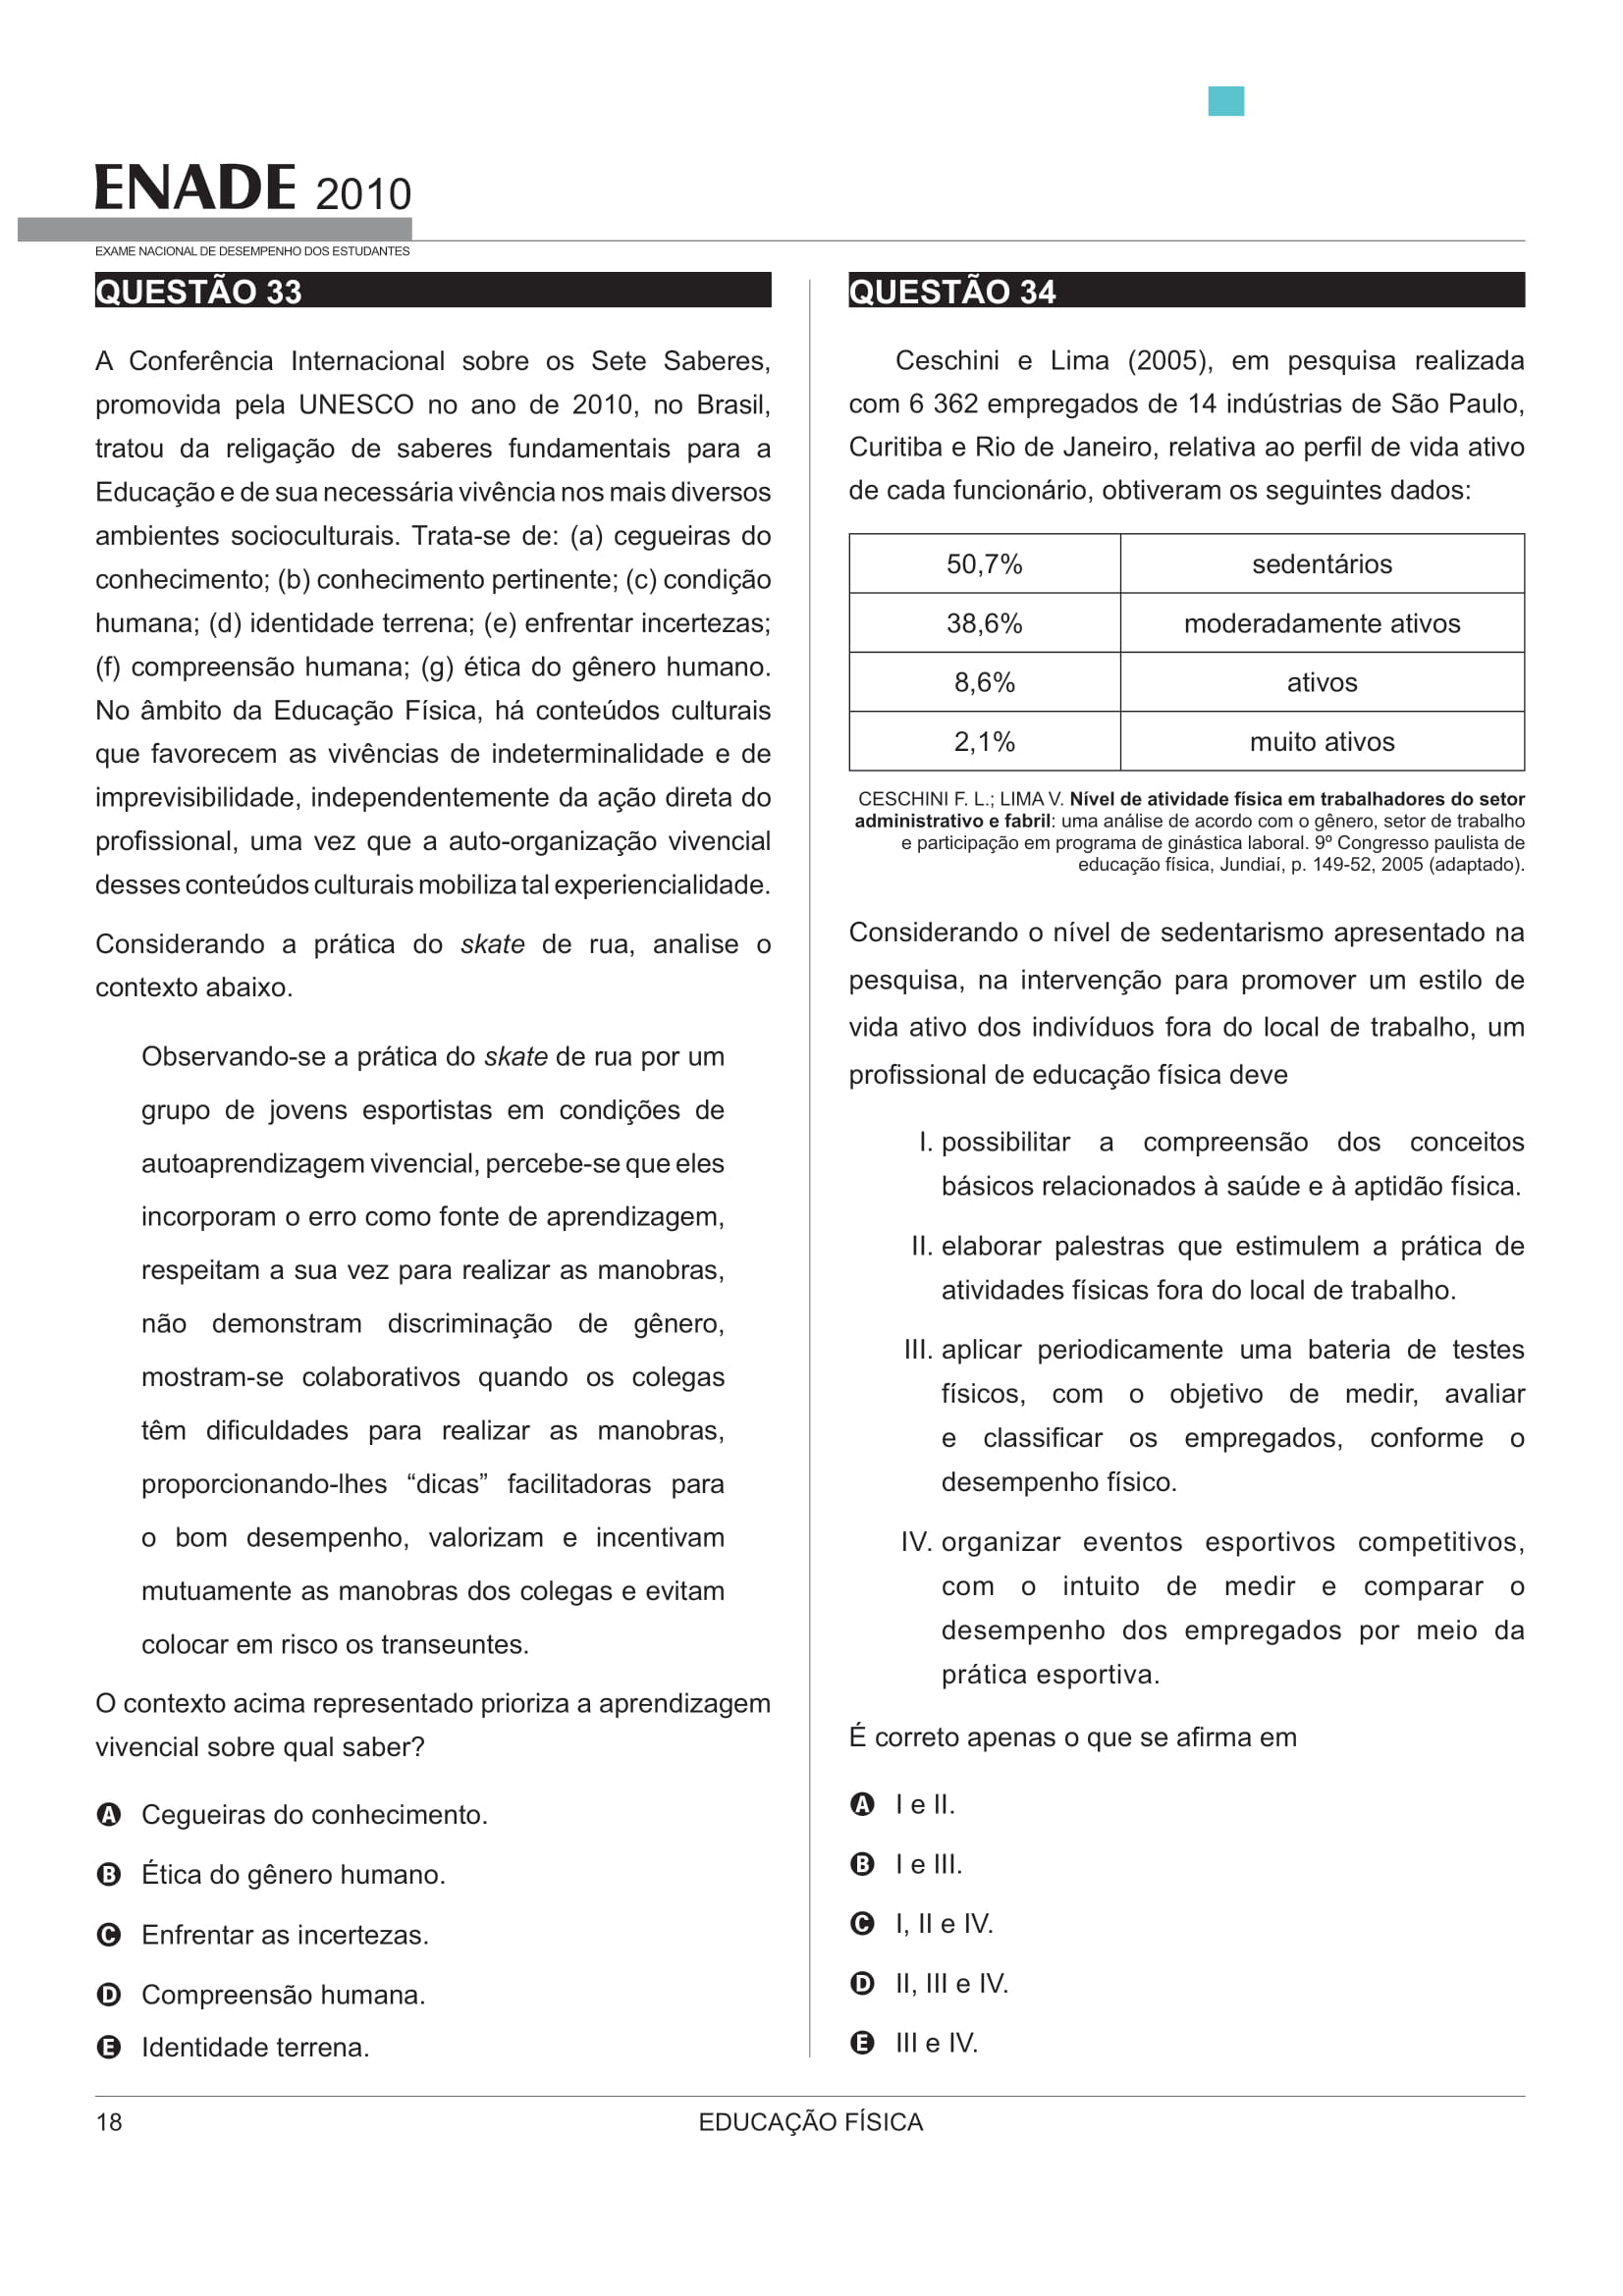 ENADE 2010
EXAME NACIONAL DE DESEMPENHO DOS ESTUDANTES
QUESTÃO 33
A Conferência Internacional sobre os Sete Saberes,
promovida pela UNESCO no ano de 2010, no Brasil,
tratou da religação de saberes fundamentais para a
Educação e de sua necessária vivência nos mais diversos
ambientes socioculturais. Trata-se de: (a) cegueiras do
conhecimento; (b) conhecimento pertinente; (c) condição
humana; (d) identidade terrena; (e) enfrentar incertezas;
(f) compreensão humana; (g) ética do gênero humano.
No âmbito da Educação Física, há conteúdos culturais
que favorecem as vivências de indeterminalidade e de
imprevisibilidade, independentemente da ação direta do
profissional, uma vez que a auto-organização vivencial
desses conteúdos culturais mobiliza tal experiencialidade.
Considerando a prática do skate de rua, analise o
contexto abaixo.
Observando-se a prática do skate de rua por um
grupo de jovens esportistas em condições de
autoaprendizagem vivencial, percebe-se que eles
incorporam o erro como fonte de aprendizagem,
respeitam a sua vez para realizar as manobras,
não demonstram discriminação de gênero,
mostram-se colaborativos quando os colegas
têm dificuldades para realizar as manobras,
proporcionando-lhes “dicas” facilitadoras para
o bom desempenho, valorizam e incentivam
mutuamente as manobras dos colegas e evitam
colocar em risco os transeuntes.
O contexto acima representado prioriza a aprendizagem
vivencial sobre qual saber?
A Cegueiras do conhecimento.
B Ética do gênero humano.
C Enfrentar as incertezas.
D Compreensão humana.
E Identidade terrena.
QUESTÃO 34
Ceschini e Lima (2005), em pesquisa realizada
com 6 362 empregados de 14 indústrias de São Paulo,
Curitiba e Rio de Janeiro, relativa ao perfil de vida ativo
de cada funcionário, obtiveram os seguintes dados:
50,7% sedentários
38,6% moderadamente ativos
8,6% ativos
2,1% muito ativos
CESCHINI F. L.; LIMA V. Nível de atividade física em trabalhadores do setor
administrativo e fabril: uma análise de acordo com o gênero, setor de trabalho
e participação em programa de ginástica laboral. 9º Congresso paulista de
educação física, Jundiaí, p. 149-52, 2005 (adaptado).
Considerando o nível de sedentarismo apresentado na
pesquisa, na intervenção para promover um estilo de
vida ativo dos indivíduos fora do local de trabalho, um
profissional de educação física deve
I. possibilitar a compreensão dos conceitos
básicos relacionados à saúde e à aptidão física.
II. elaborar palestras que estimulem a prática de
atividades físicas fora do local de trabalho.
III. aplicar periodicamente uma bateria de testes
físicos, com o objetivo de medir, avaliar
e classificar os empregados, conforme o
desempenho físico.
IV. organizar eventos esportivos competitivos,
com o intuito de medir e comparar o
desempenho dos empregados por meio da
prática esportiva.
É correto apenas o que se afirma em
A I e II.
B I e III.
C I, II e IV.
D II, III e IV.
E III e IV.
18
EDUCAÇÃO FÍSICA